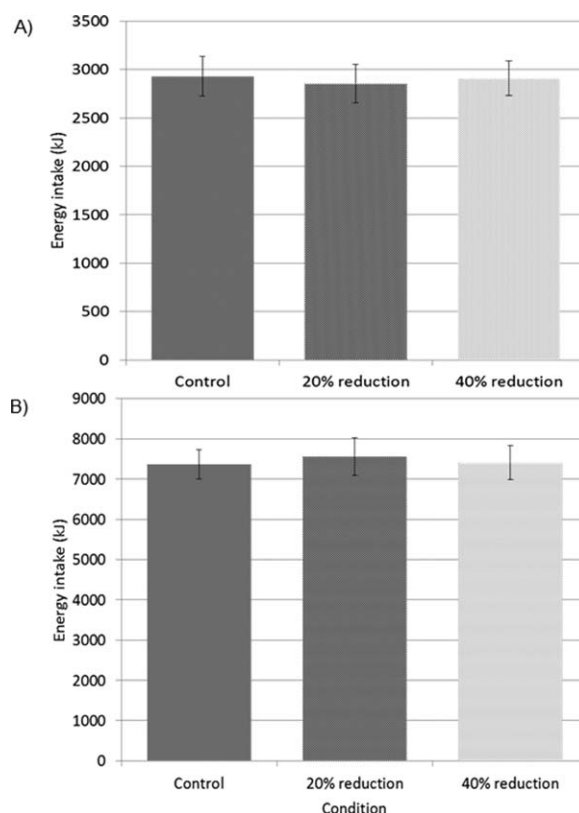 A)
3500
3000
2500
2000
1500
1000
500
0
Energy intake (kJ)
Control 20% reduction 40% reduction
B)
9000
8000
7000
6000
5000
4000
3000
2000
1000
0
Energy intake (kJ)
Control 20% reduction 40% reduction
Condition